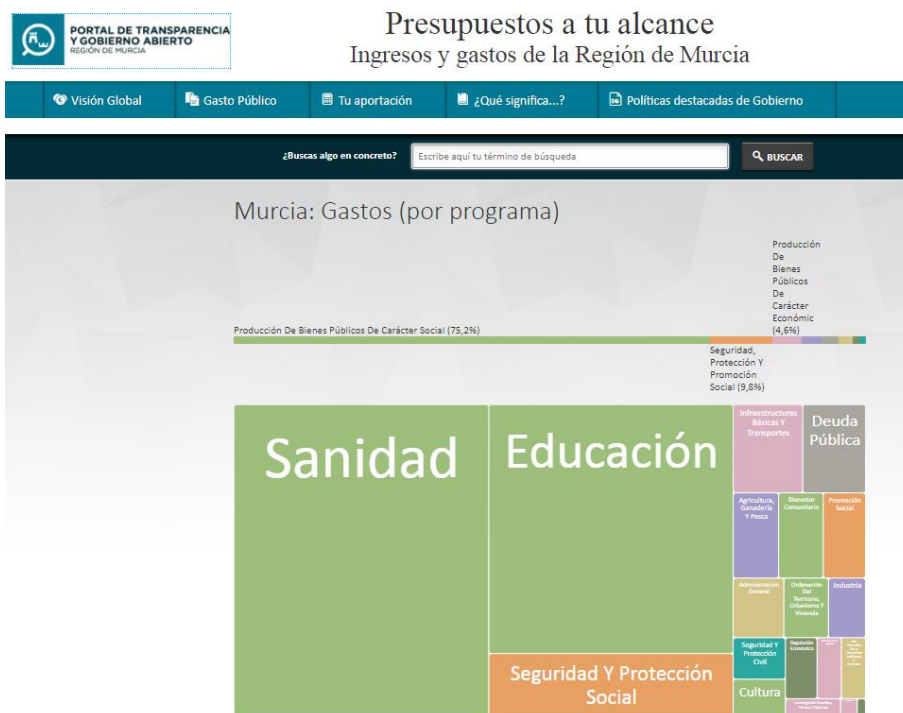 PORTAL DE TRANSPARENCIA
Y GOBIERNO ABIERTO
REGIÓN DE MURCIA
Presupuestos a tu alcance
Ingresos y gastos de la Región de Murcia
Visión Global
Gasto Público
Tu aportación
¿Qué significa...?
Políticas destacadas de Gobierno
¿Buscas algo en concreto?
Escribe aquí tu término de búsqueda
BUSCAR
Murcia: Gastos (por programa)
Producción
De
Bienes
Públicos
De
Carácter
Económic
(4,6%)
Producción De Bienes Públicos De Carácter Social (75,2%)
Seguridad,
Protección Y
Promoción
Social (9,8%)
Sanidad
Educación
Seguridad Y Protección
Social
Infraestructuras
Básicas Y
Transportes
Deuda
Pública
Agricultura,
Ganadería
Y Pesca
Bienestar
Comunitario
Promoción
Social
Administración
General
Ordenación
Del
Territorio,
Urbanismo Y
Vivienda
Industria
Seguridad Y
Protección
Civil
Regulación
Económica
Cultura